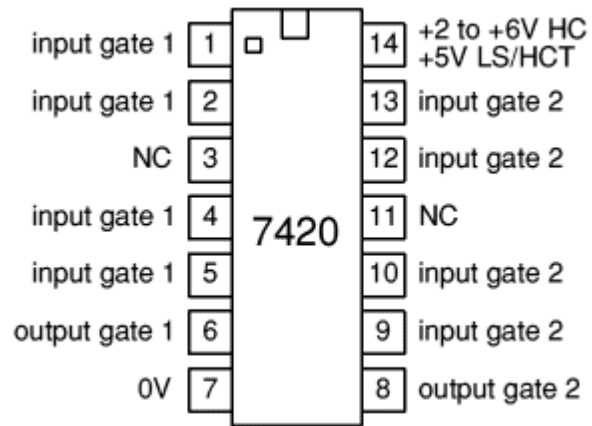 input gate 1 1
input gate 1 2
NC 3
input gate 1 4
input gate 1 5
output gate 1 6
0V 7
7420
14 +2 to +6V HC
+5V LS/HCT
13 input gate 2
12 input gate 2
11 NC
10 input gate 2
9 input gate 2
8 output gate 2